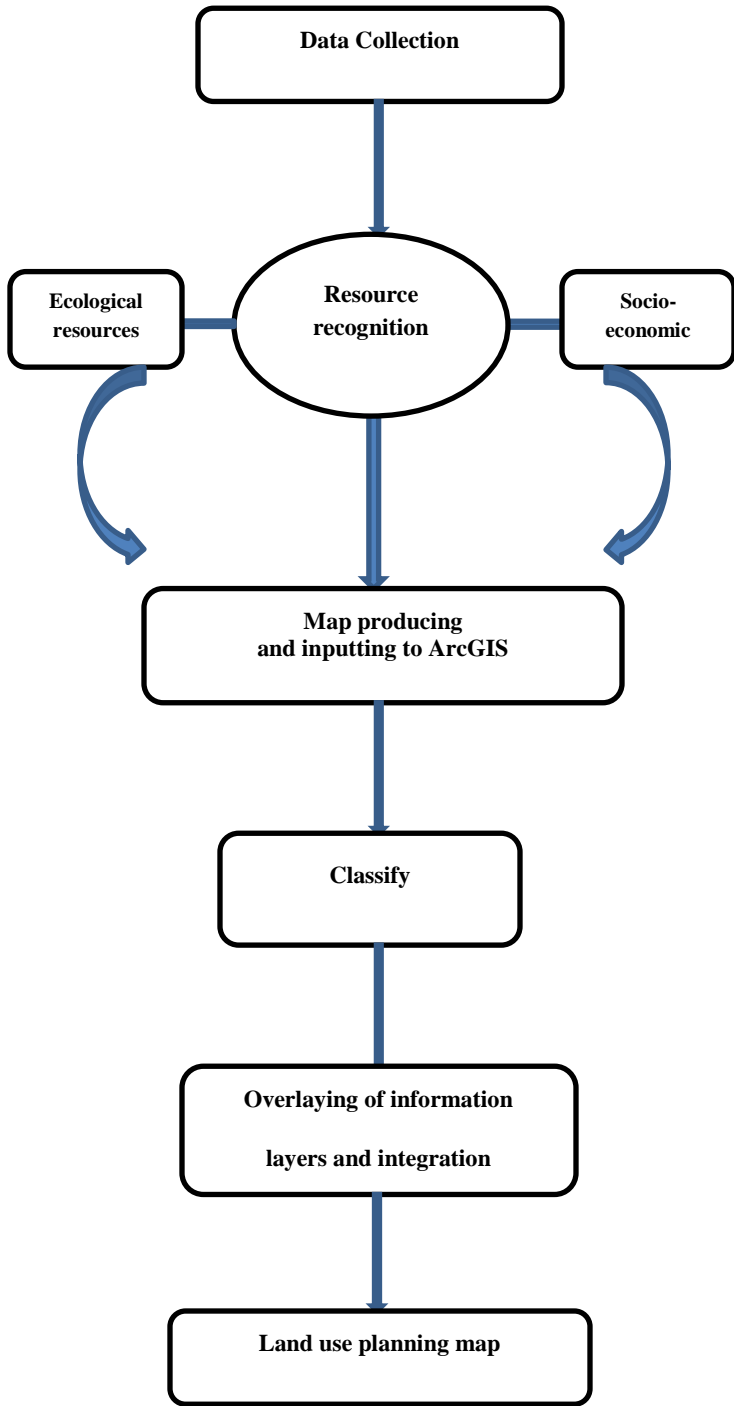 Data Collection
Resource
recognition
Ecological
resources
Socio-
economic
Map producing
and inputting to ArcGIS
Classify
Overlaying of information
layers and integration
Land use planning map